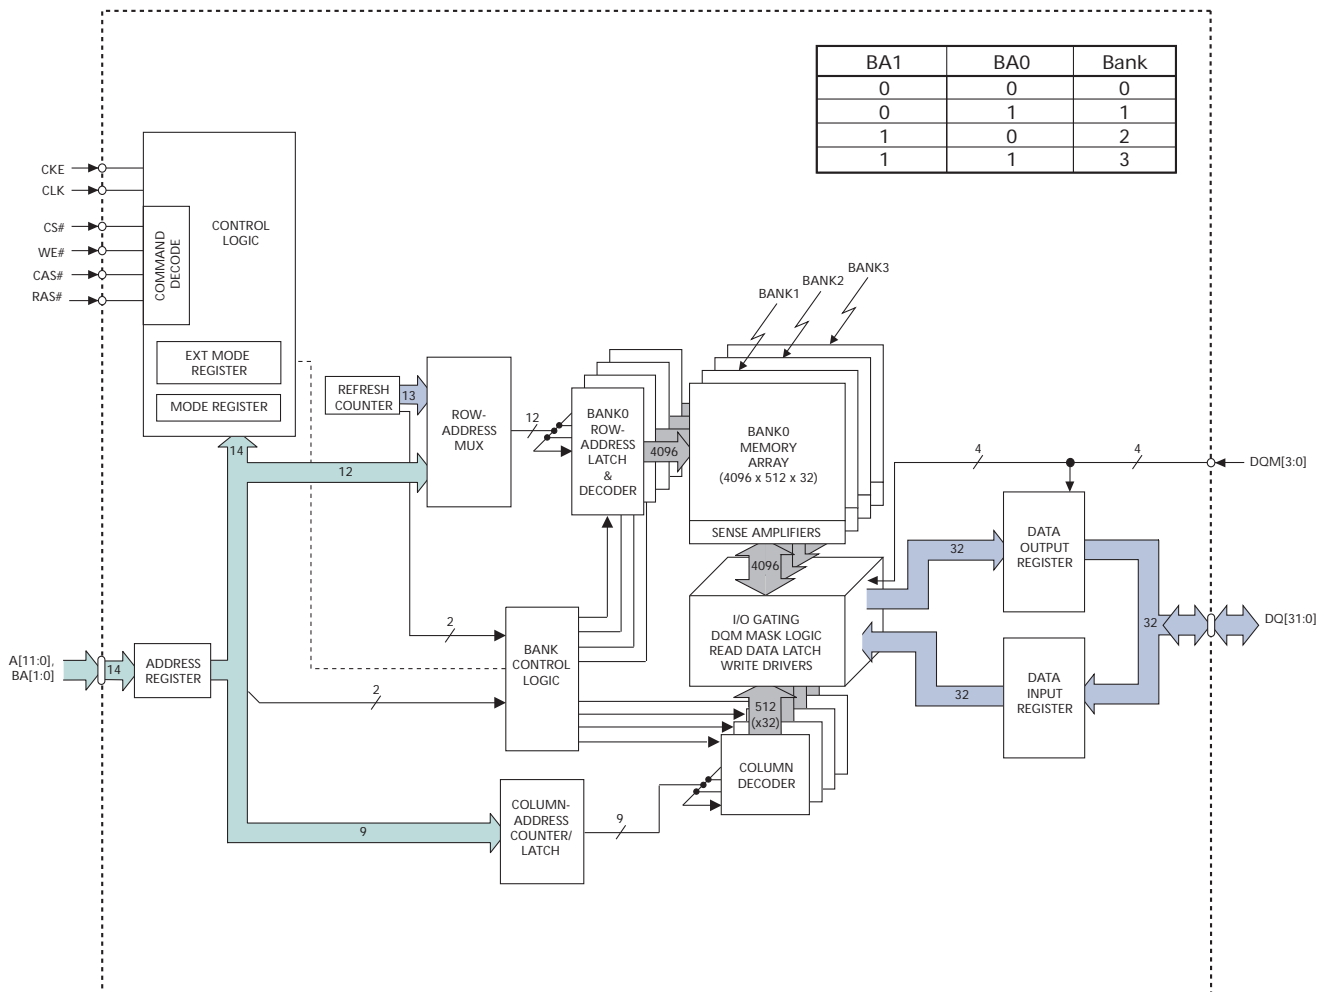 BA1 BA0 Bank
0 0 0
0 1 1
1 0 2
1 1 3
CKE
CLK
CS#
WE#
CAS#
RAS#
COMMAND
DECODE
CONTROL
LOGIC
EXT MODE
REGISTER
MODE REGISTER
BANK3
BANK2
BANK1
REFRESH
COUNTER
13
ROW-
ADDRESS
MUX
12
BANK0
ROW-
ADDRESS
LATCH
&
DECODER
4096
BANK0
MEMORY
ARRAY
(4096 x 512 x 32)
SENSE AMPLIFIERS
14
12
4096
4
4
DQM[3:0]
DATA
OUTPUT
REGISTER
32
I/O GATING
DQM MASK LOGIC
READ DATA LATCH
WRITE DRIVERS
32
DQ[31:0]
DATA
INPUT
REGISTER
32
A[11:0],
BA[1:0]
14
ADDRESS
REGISTER
2
2
BANK
CONTROL
LOGIC
512
(x32)
COLUMN
DECODER
9
COLUMN-
ADDRESS
COUNTER/
LATCH
9